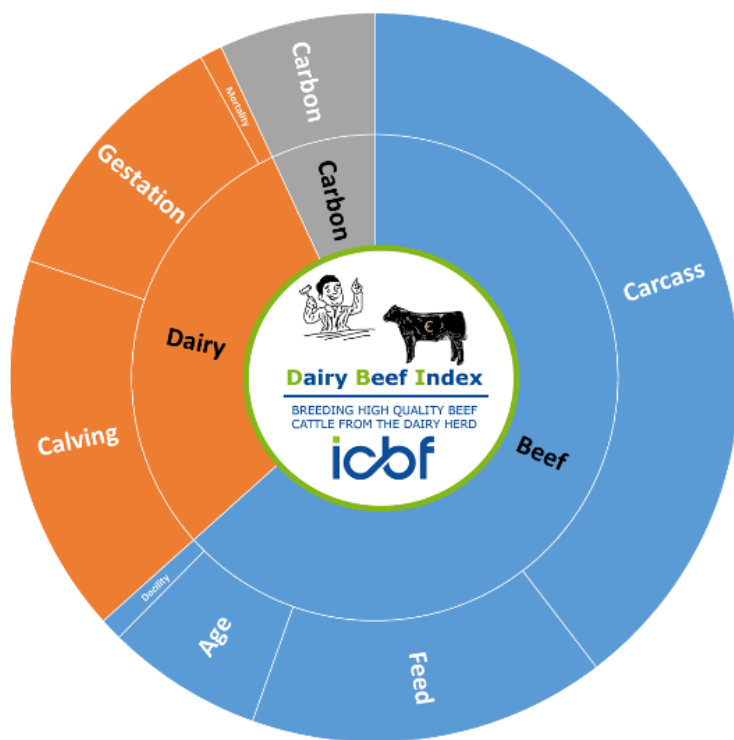 Carbon
Mortality
Gestation
Carbon
Carcass
Dairy
€
Dairy Beef Index
BREEDING HIGH QUALITY BEEF
CATTLE FROM THE DAIRY HERD
icbf
Calving
Beef
Docility
Age
Feed